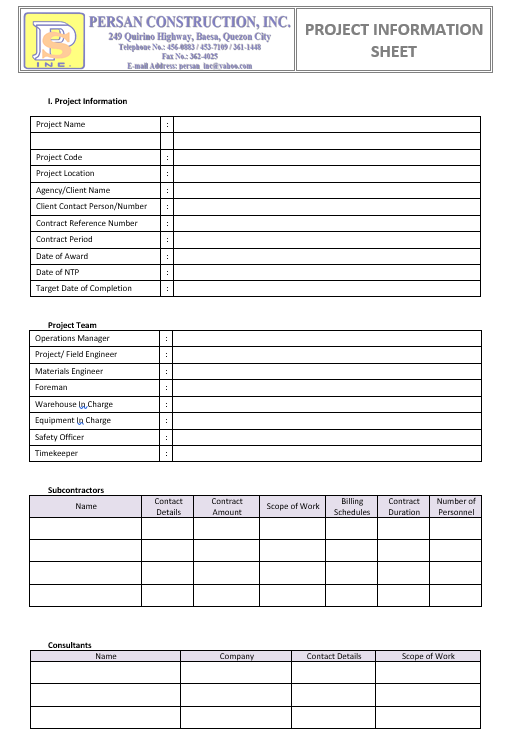 PS
INC.
PERSAN CONSTRUCTION, INC.
249 Quirino Highway, Baesa, Quezon City
Telephone No.: 456-0883 / 453-7109 / 361-1448
Fax No.: 362-4025
E-mail Address: persan_inc@yahoo.com
PROJECT INFORMATION
SHEET
I. Project Information
Project Name :
Project Code :
Project Location :
Agency/Client Name :
Client Contact Person/Number :
Contract Reference Number :
Contract Period :
Date of Award :
Date of NTP :
Target Date of Completion :
Project Team
Operations Manager :
Project/ Field Engineer :
Materials Engineer :
Foreman :
Warehouse In Charge :
Equipment In Charge :
Safety Officer :
Timekeeper :
Subcontractors
Name Contact Details Contract Amount Scope of Work Billing Schedules Contract Duration Number of Personnel
Consultants
Name Company Contact Details Scope of Work